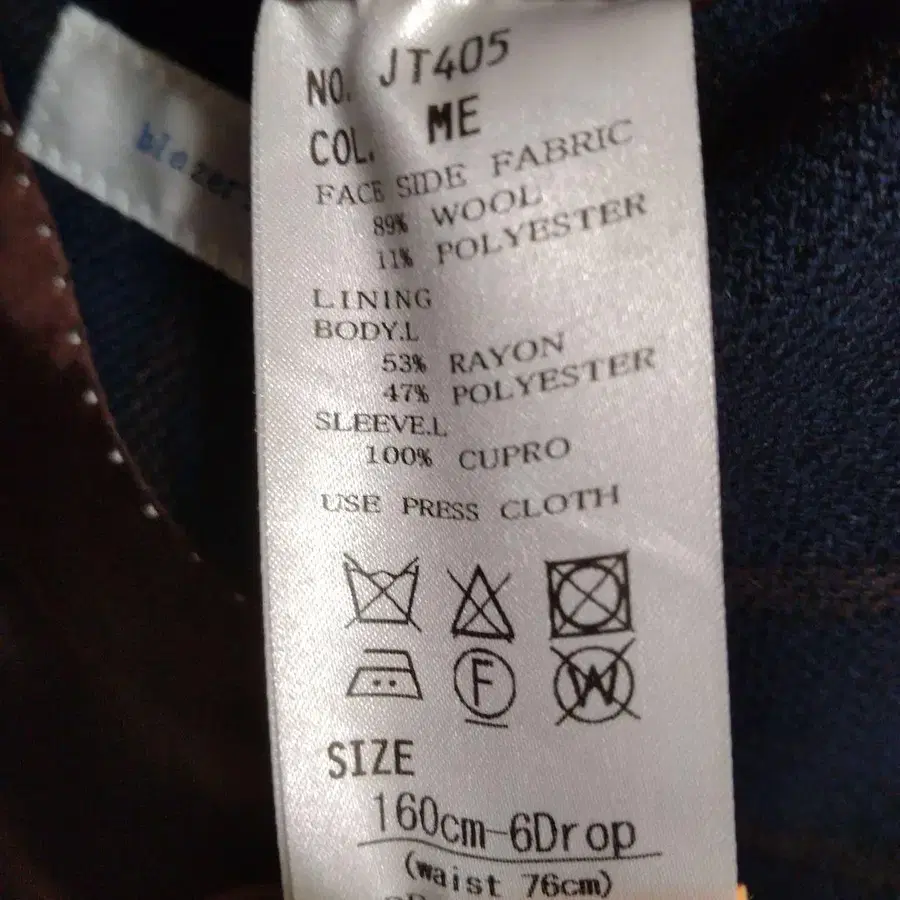 blazer
NO. JT405
COL. ME
FACE SIDE FABRIC
89% WOOL
11% POLYESTER
LINING
BODY.L
53% RAYON
47% POLYESTER
SLEEVE.L
100% CUPRO
USE PRESS CLOTH
F
W
SIZE
160cm-6Drop
(waist 76cm)